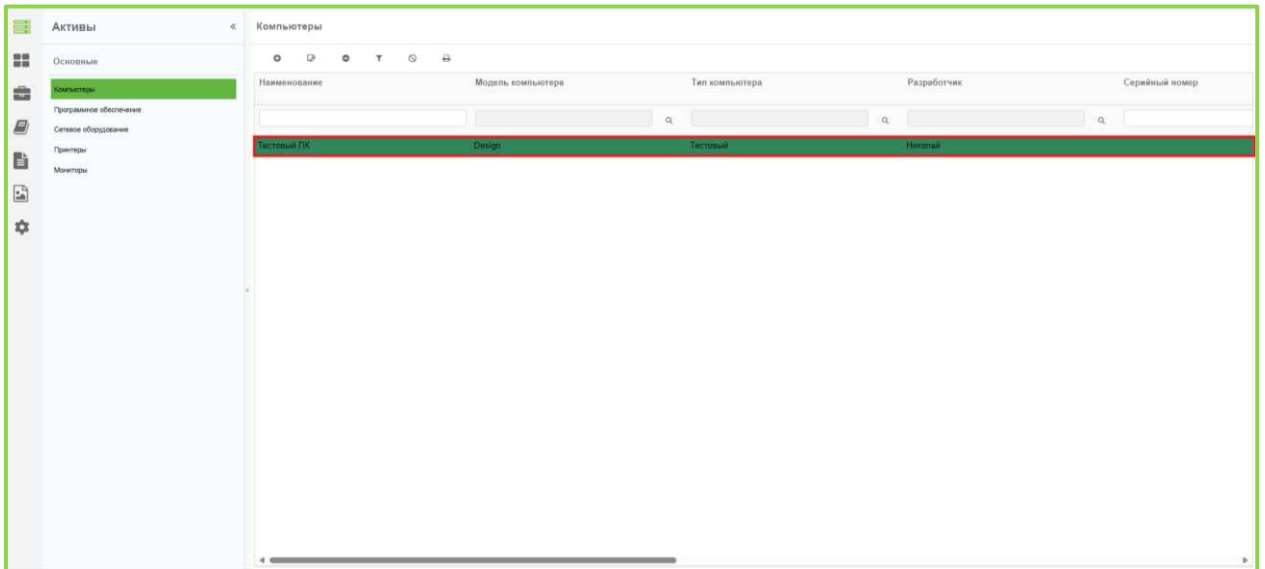 Активы « Компьютеры
Основные
Наименование Модель компьютера Тип компьютера Разработчик Серийный номер
Компьютеры
Программное обеспечение
Сетевое оборудование
Принтеры
Мониторы
Тестовый ПК Design Тестовый Николай